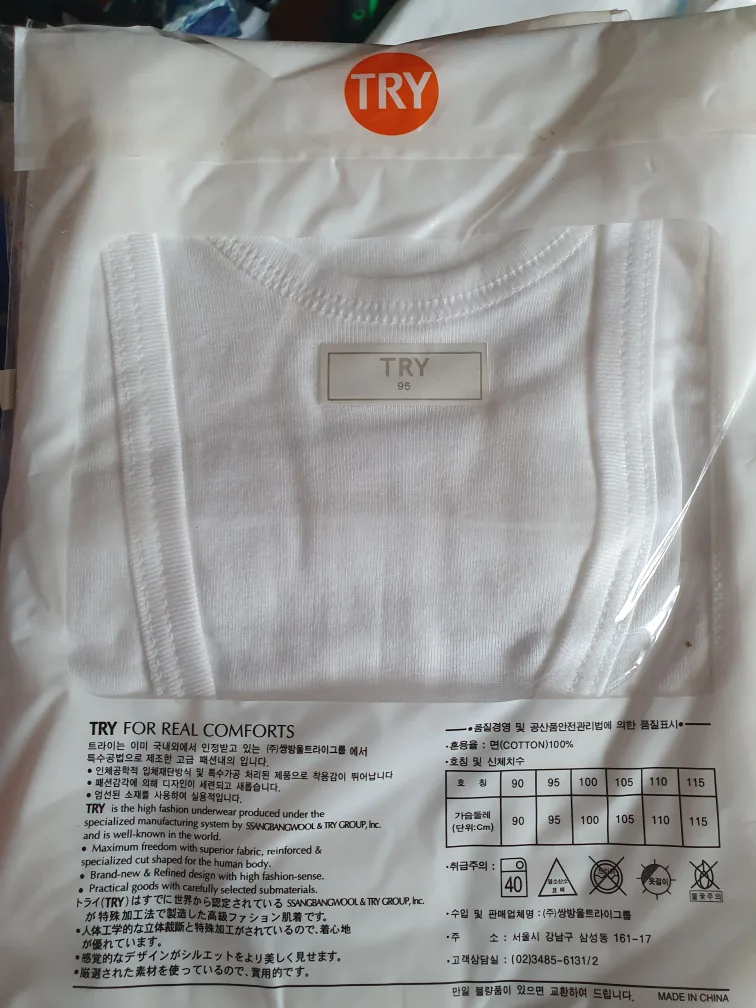 TRY
TRY
95
TRY FOR REAL COMFORTS
트라이는 이미 국내외에서 인정받고 있는 (주)쌍방울트라이그룹 에서
특수공법으로 제조한 고급 패션내의 입니다.
• 인체공학적 입체재단방식 및 특수가공 처리된 제품으로 착용감이 뛰어납니다
• 패션감각에 의해 디자인이 세련되고 새롭습니다.
• 엄선된 소재를 사용하여 실용적입니다.
TRY is the high fashion underwear produced under the
specialized manufacturing system by SSANGBANGWOOL & TRY GROUP, Inc.
and is well-known in the world.
• Maximum freedom with superior fabric, reinforced &
specialized cut shaped for the human body.
• Brand-new & Refined design with high fashion-sense.
• Practical goods with carefully selected submaterials.
トライ(TRY)はすでに世界から認定されている SSANGBANGWOOL & TRY GROUP, Inc.
が特殊加工法で製造した高級ファション肌着です。
•人体工学的な立体裁断と特殊加工がされているので、着心地
が優れています。
•感覚的なデザインがシルエットをより美しく見せます。
•厳選された素材を使っているので、實用的です。
품질경영 및 공산품안전관리법에 의한 품질표시
·혼용율 : 면(COTTON)100%
·호칭 및 신체치수
호 칭 90 95 100 105 110 115
가슴둘레 (단위:Cm) 90 95 100 105 110 115
·취급주의 :
40
염소산소
표백
드라이
옷걸이
불꽃주의
·수입 및 판매업체명 : (주)쌍방울트라이그룹
·주 소 : 서울시 강남구 삼성동 161-17
·고객상담실 : (02)3485-6131/2
만일 불량품이 있으면 교환하여 드립니다. MADE IN CHINA